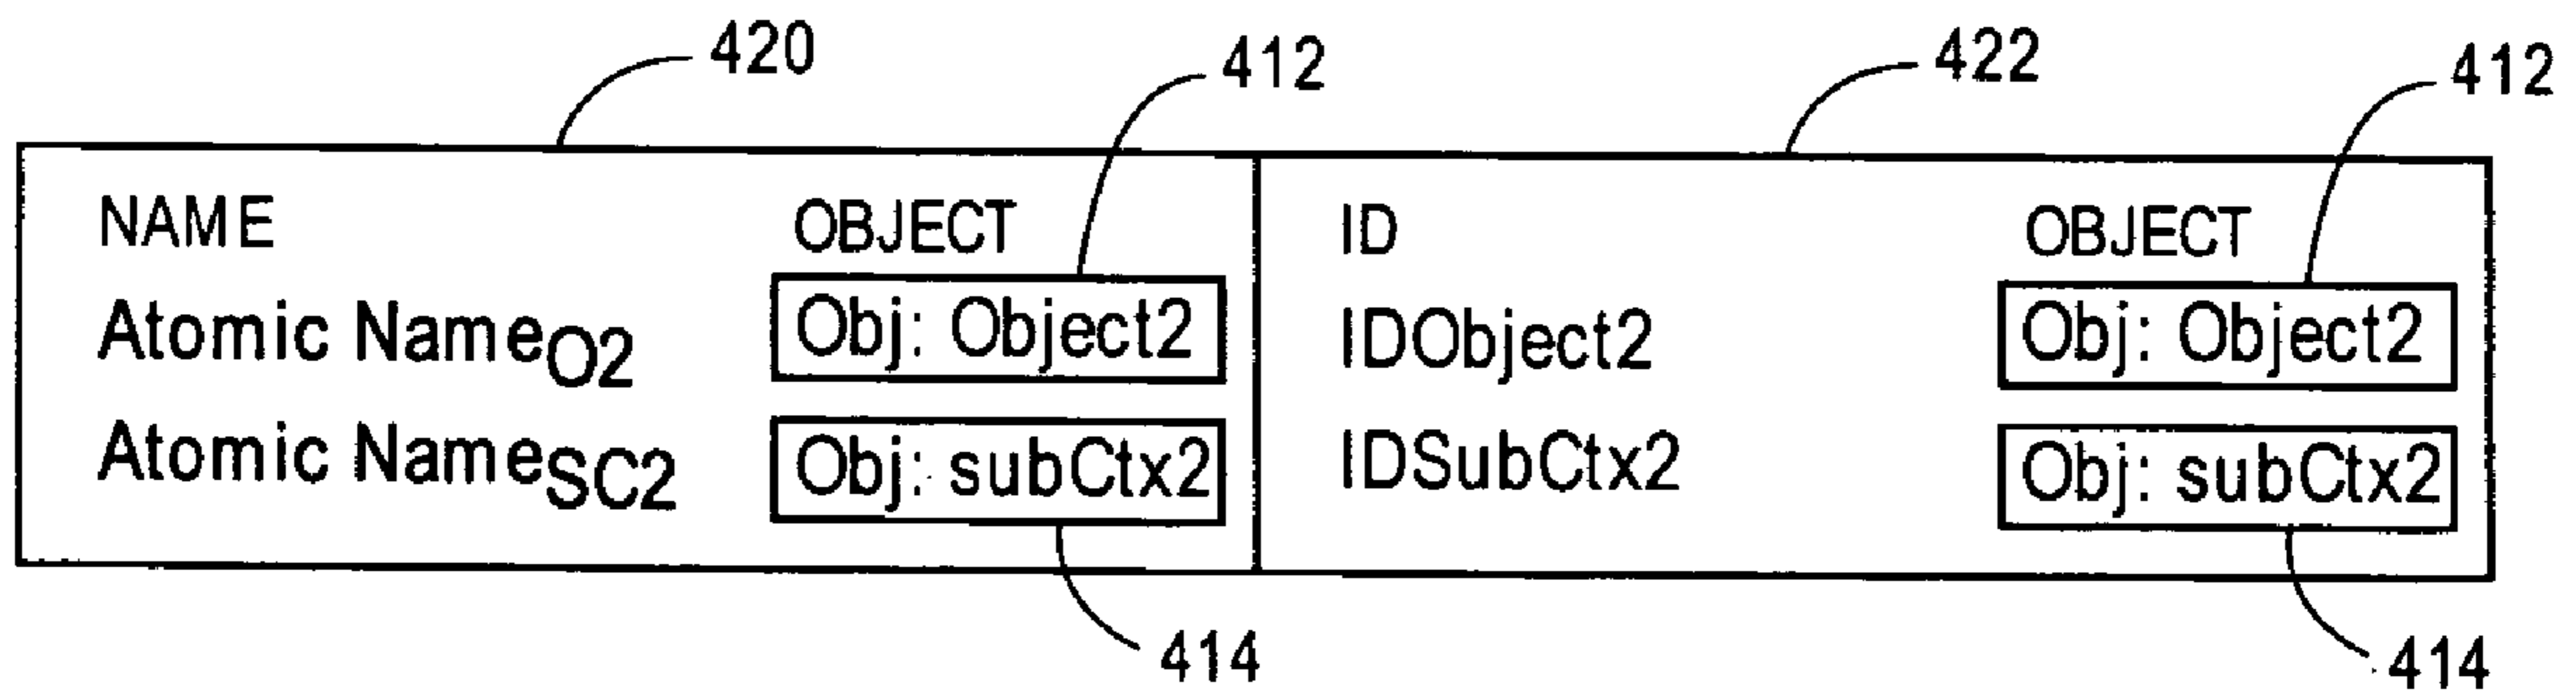 420 412 422 412
NAME OBJECT ID OBJECT
Atomic NameO2 Obj: Object2 IDObject2 Obj: Object2
Atomic NameSC2 Obj: subCtx2 IDSubCtx2 Obj: subCtx2
414 414